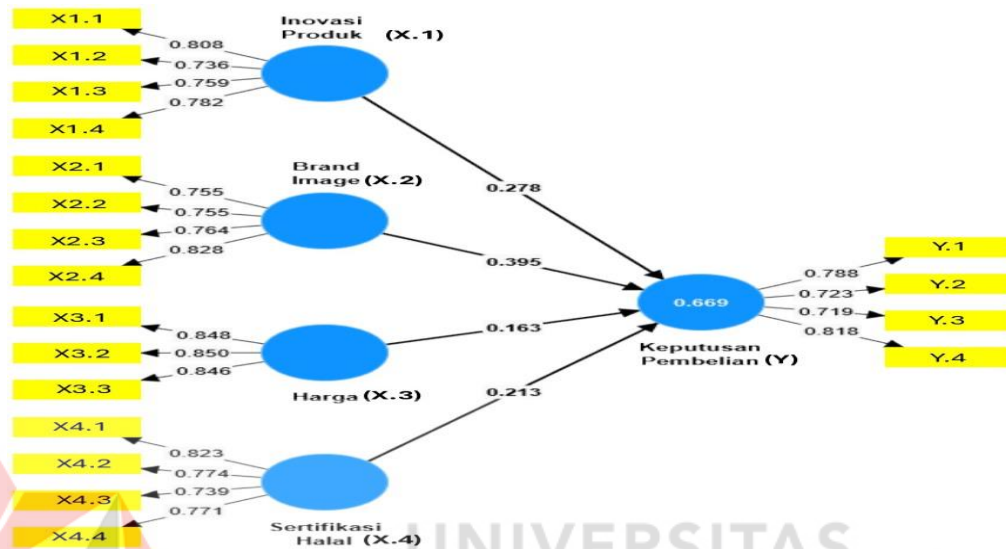 X1.1
X1.2
X1.3
X1.4
0.808
0.736
0.759
0.782
Inovasi
Produk (X.1)
X2.1
X2.2
X2.3
X2.4
0.755
0.755
0.764
0.828
Brand
Image (X.2)
X3.1
X3.2
X3.3
0.848
0.850
0.846
Harga (X.3)
X4.1
X4.2
X4.3
X4.4
0.823
0.774
0.739
0.771
Sertifikasi
Halal (X.4)
0.278
0.395
0.163
0.213
0.669
Keputusan
Pembelian (Y)
0.788
0.723
0.719
0.818
Y.1
Y.2
Y.3
Y.4
UNIVERSITAS